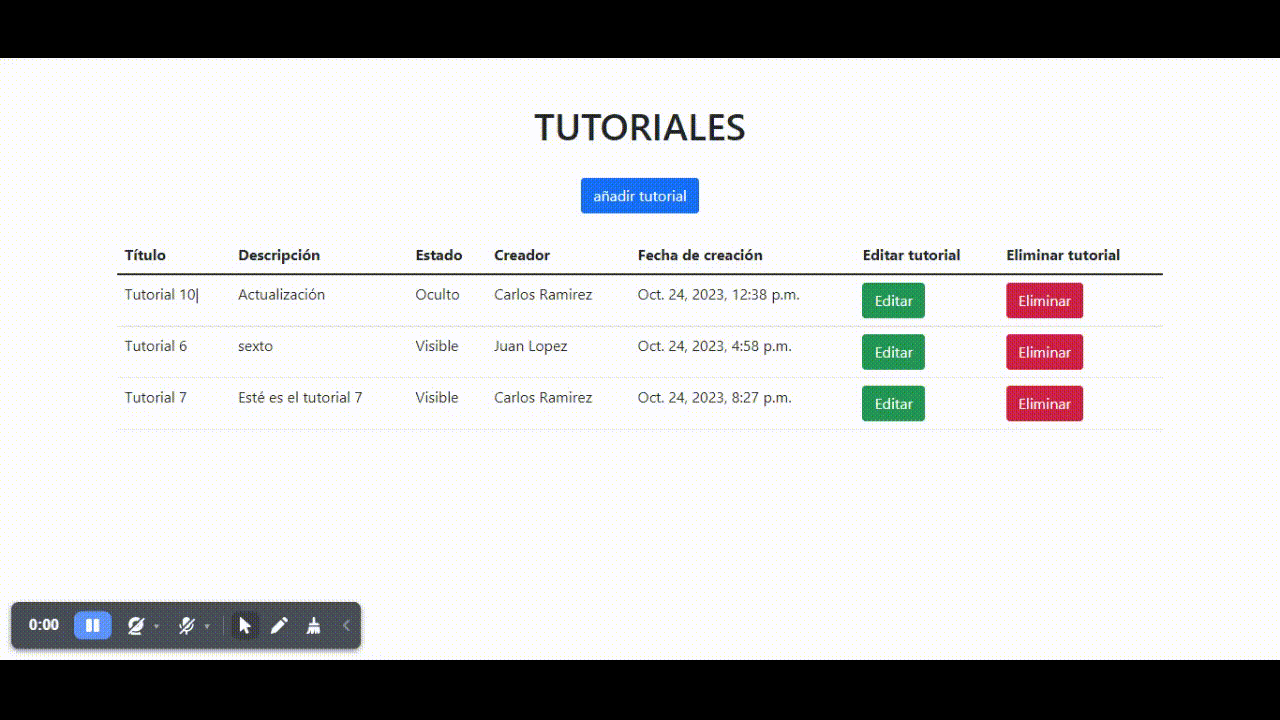 TUTORIALES
añadir tutorial
Título Descripción Estado Creador Fecha de creación Editar tutorial Eliminar tutorial
Tutorial 10 Actualización Oculto Carlos Ramirez Oct. 24, 2023, 12:38 p.m. Editar Eliminar
Tutorial 6 sexto Visible Juan Lopez Oct. 24, 2023, 4:58 p.m. Editar Eliminar
Tutorial 7 Esté es el tutorial 7 Visible Carlos Ramirez Oct. 24, 2023, 8:27 p.m. Editar Eliminar
0:00